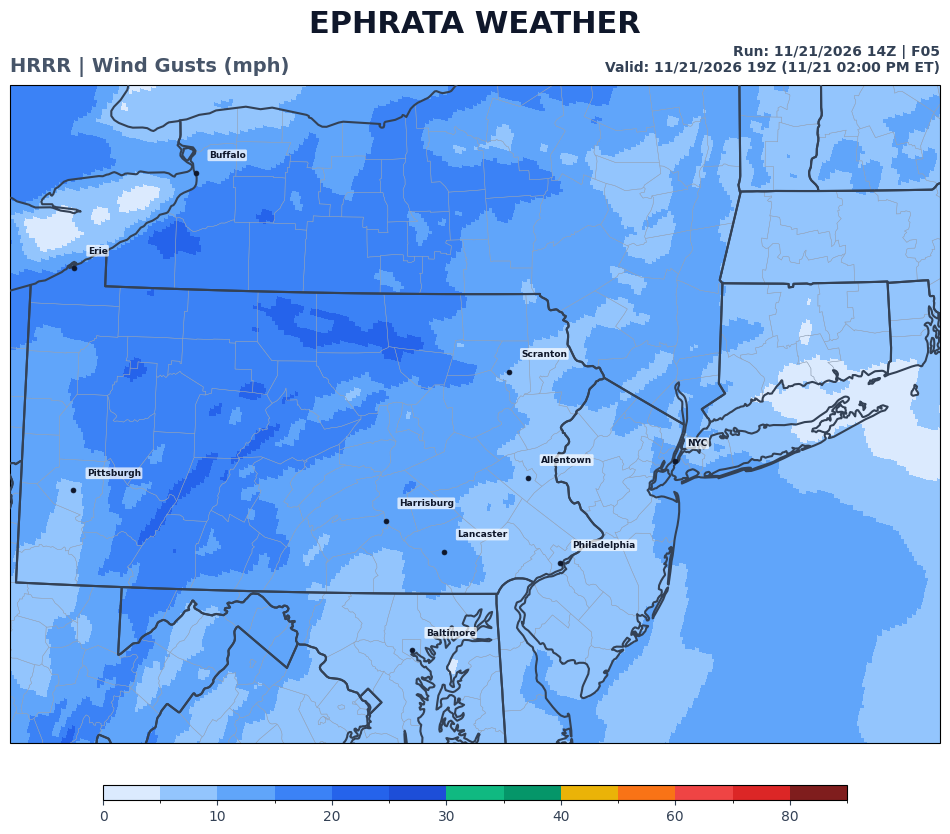 EPHRATA WEATHER
HRRR | Wind Gusts (mph)
Run: 11/21/2026 14Z | F05
Valid: 11/21/2026 19Z (11/21 02:00 PM ET)
Buffalo
Erie
Scranton
NYC
Allentown
Pittsburgh
Harrisburg
Lancaster
Philadelphia
Baltimore
0 10 20 30 40 60 80